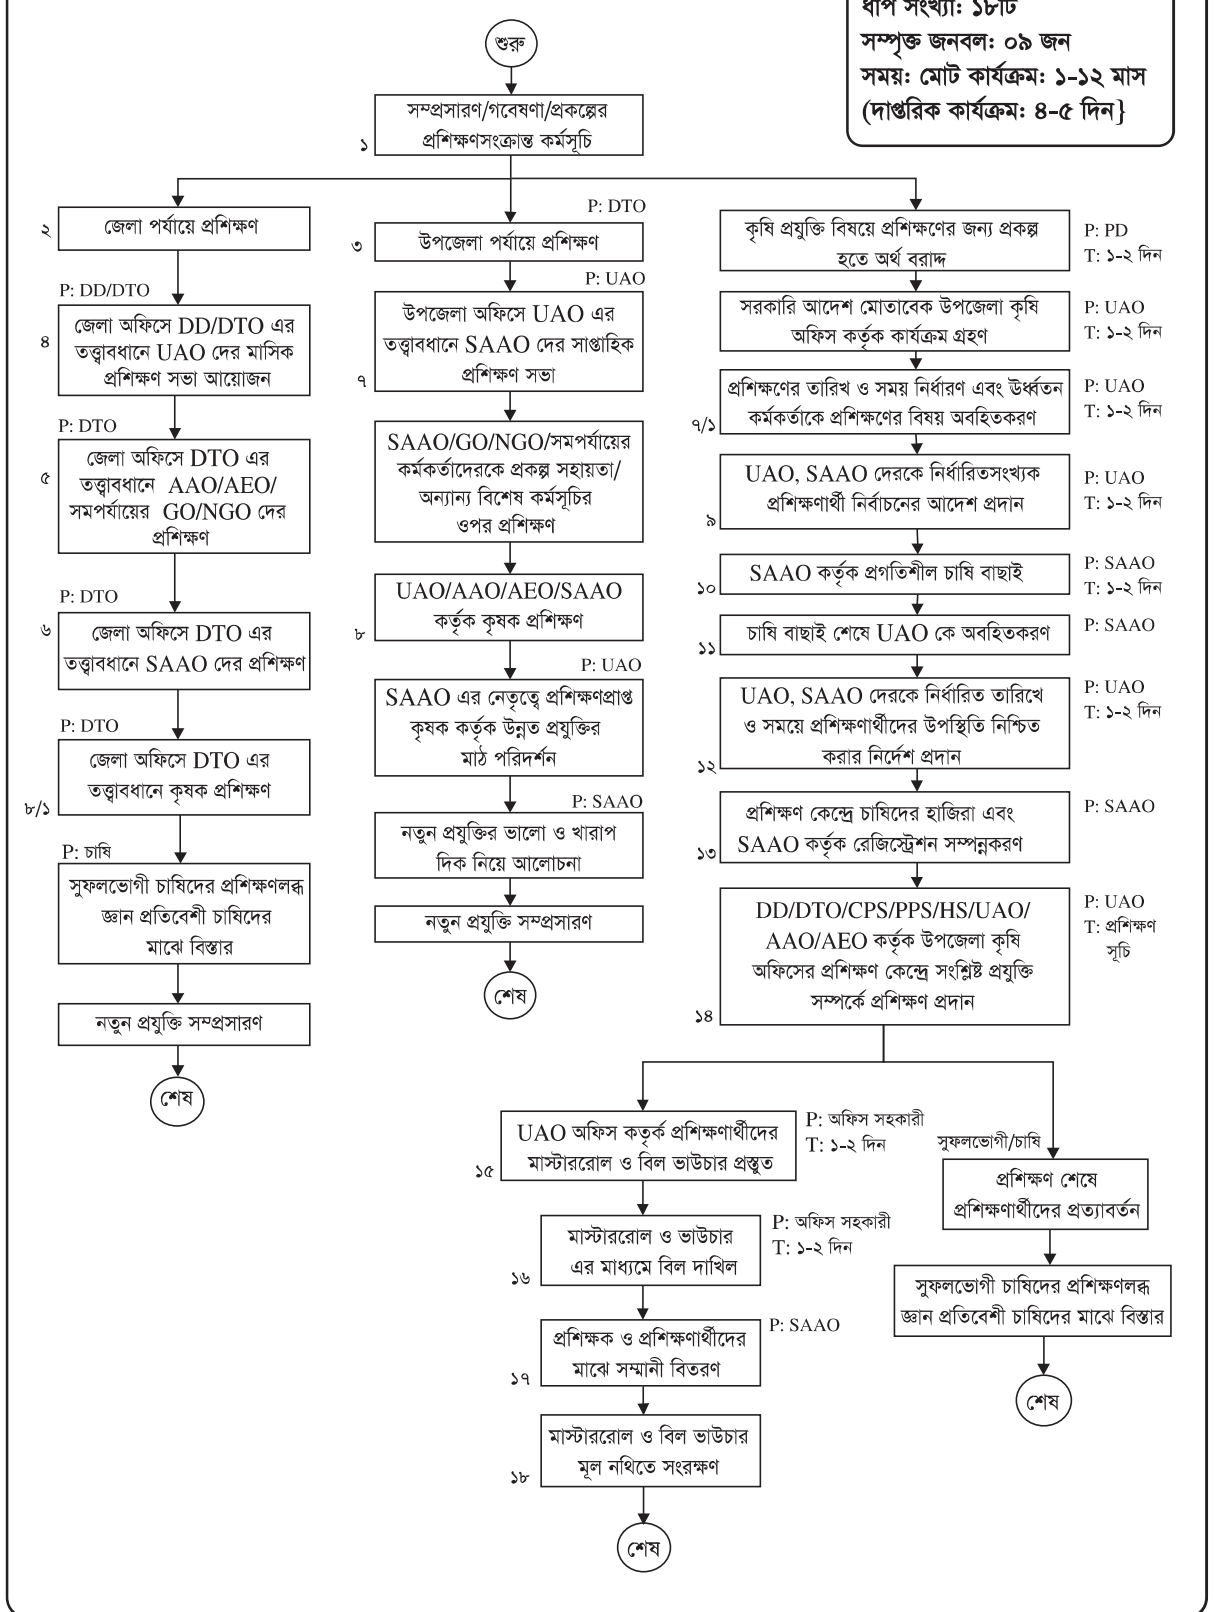 ধাপ সংখ্যা: ১৮টি
সম্পৃক্ত জনবল: ০৯ জন
সময়: মোট কার্যক্রম: ১-১২ মাস
(দাপ্তরিক কার্যক্রম: ৪-৫ দিন}
শুরু
সম্প্রসারণ/গবেষণা/প্রকল্পের
প্রশিক্ষণসংক্রান্ত কর্মসূচি
১
২
জেলা পর্যায়ে প্রশিক্ষণ
P: DD/DTO
জেলা অফিসে DD/DTO এর
তত্ত্বাবধানে UAO দের মাসিক
প্রশিক্ষণ সভা আয়োজন
৪
P: DTO
জেলা অফিসে DTO এর
তত্ত্বাবধানে AAO/AEO/
সমপর্যায়ের GO/NGO দের
প্রশিক্ষণ
৫
P: DTO
জেলা অফিসে DTO এর
তত্ত্বাবধানে SAAO দের প্রশিক্ষণ
৬
P: DTO
জেলা অফিসে DTO এর
তত্ত্বাবধানে কৃষক প্রশিক্ষণ
৮/১
P: চাষি
সুফলভোগী চাষিদের প্রশিক্ষণলব্ধ
জ্ঞান প্রতিবেশী চাষিদের
মাঝে বিস্তার
নতুন প্রযুক্তি সম্প্রসারণ
শেষ
P: DTO
৩
উপজেলা পর্যায়ে প্রশিক্ষণ
P: UAO
উপজেলা অফিসে UAO এর
তত্ত্বাবধানে SAAO দের সাপ্তাহিক
প্রশিক্ষণ সভা
৭
SAAO/GO/NGO/সমপর্যায়ের
কর্মকর্তাদেরকে প্রকল্প সহায়তা/
অন্যান্য বিশেষ কর্মসূচির
ওপর প্রশিক্ষণ
UAO/AAO/AEO/SAAO
কর্তৃক কৃষক প্রশিক্ষণ
৮
P: UAO
SAAO এর নেতৃত্বে প্রশিক্ষণপ্রাপ্ত
কৃষক কর্তৃক উন্নত প্রযুক্তির
মাঠ পরিদর্শন
P: SAAO
নতুন প্রযুক্তির ভালো ও খারাপ
দিক নিয়ে আলোচনা
নতুন প্রযুক্তি সম্প্রসারণ
শেষ
কৃষি প্রযুক্তি বিষয়ে প্রশিক্ষণের জন্য প্রকল্প
হতে অর্থ বরাদ্দ
P: PD
T: ১-২ দিন
সরকারি আদেশ মোতাবেক উপজেলা কৃষি
অফিস কর্তৃক কার্যক্রম গ্রহণ
P: UAO
T: ১-২ দিন
প্রশিক্ষণের তারিখ ও সময় নির্ধারণ এবং উর্ধ্বতন
কর্মকর্তাকে প্রশিক্ষণের বিষয় অবহিতকরণ
৭/১
P: UAO
T: ১-২ দিন
UAO, SAAO দেরকে নির্ধারিতসংখ্যক
প্রশিক্ষণার্থী নির্বাচনের আদেশ প্রদান
৯
P: UAO
T: ১-২ দিন
SAAO কর্তৃক প্রগতিশীল চাষি বাছাই
১০
P: SAAO
T: ১-২ দিন
চাষি বাছাই শেষে UAO কে অবহিতকরণ
১১
P: SAAO
UAO, SAAO দেরকে নির্ধারিত তারিখে
ও সময়ে প্রশিক্ষণার্থীদের উপস্থিতি নিশ্চিত
করার নির্দেশ প্রদান
১২
P: UAO
T: ১-২ দিন
প্রশিক্ষণ কেন্দ্রে চাষিদের হাজিরা এবং
SAAO কর্তৃক রেজিস্ট্রেশন সম্পন্নকরণ
১৩
P: SAAO
DD/DTO/CPS/PPS/HS/UAO/
AAO/AEO কর্তৃক উপজেলা কৃষি
অফিসের প্রশিক্ষণ কেন্দ্রে সংশ্লিষ্ট প্রযুক্তি
সম্পর্কে প্রশিক্ষণ প্রদান
১৪
P: UAO
T: প্রশিক্ষণ
সূচি
UAO অফিস কতৃর্ক প্রশিক্ষণার্থীদের
মাস্টাররোল ও বিল ভাউচার প্রস্তুত
১৫
P: অফিস সহকারী
T: ১-২ দিন
মাস্টাররোল ও ভাউচার
এর মাধ্যমে বিল দাখিল
১৬
P: অফিস সহকারী
T: ১-২ দিন
প্রশিক্ষক ও প্রশিক্ষণার্থীদের
মাঝে সম্মানী বিতরণ
১৭
P: SAAO
মাস্টাররোল ও বিল ভাউচার
মূল নথিতে সংরক্ষণ
১৮
শেষ
সুফলভোগী/চাষি
প্রশিক্ষণ শেষে
প্রশিক্ষণার্থীদের প্রত্যাবর্তন
সুফলভোগী চাষিদের প্রশিক্ষণলব্ধ
জ্ঞান প্রতিবেশী চাষিদের মাঝে বিস্তার
শেষ